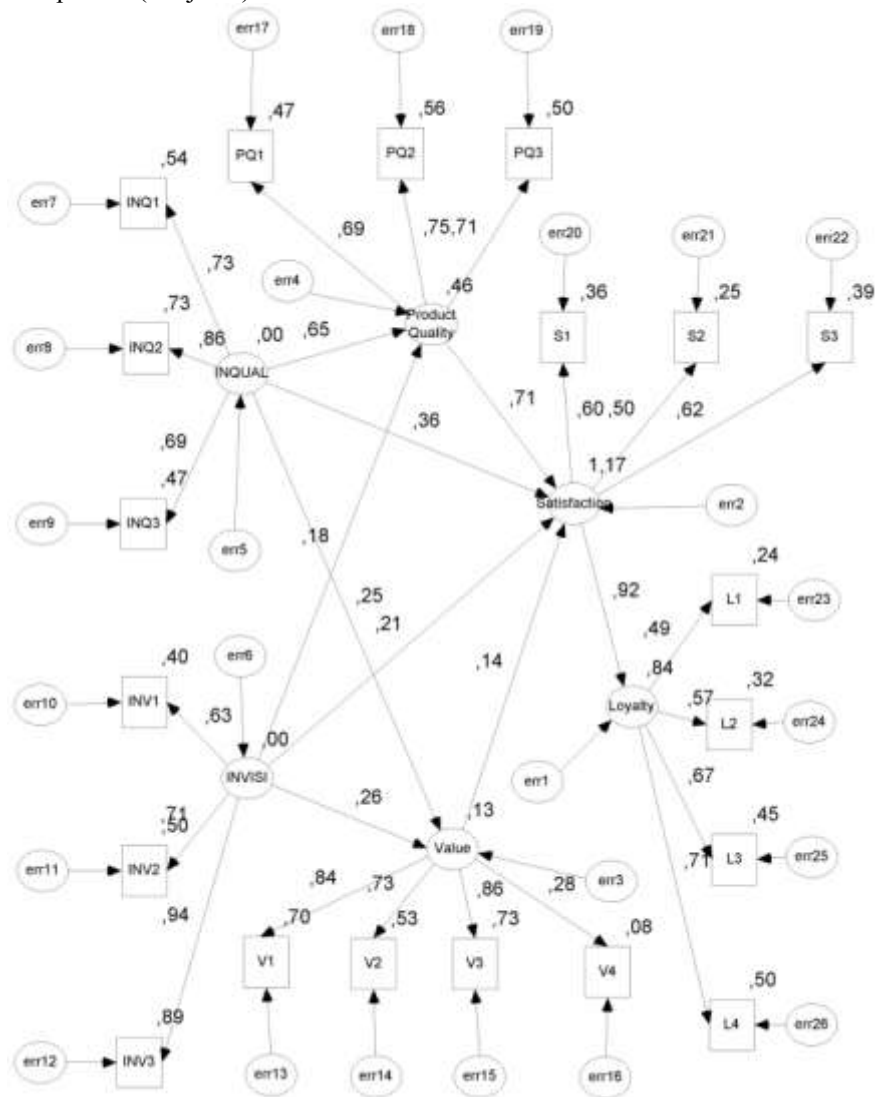 err17
err18
err19
,47
,56
,50
PQ1
PQ2
PQ3
,54
err7
INQ1
,69
,75,71
err20
err21
err22
,73
err4
,46
,36
,25
,39
,73
Product
Quality
S1
S2
S3
err8
INQ2
,86
,00
,65
INQUAL
,71
,60
,50
,62
,36
,69
1,17
,47
Satisfaction
err2
err9
INQ3
err5
,18
,24
,92
L1
err23
,25
,49
,21
,40
err6
,14
,84
,32
err10
INV1
,63
Loyalty
,57
L2
err24
,00
INVISI
err1
,67
,26
,13
,45
,71
,50
Value
L3
err25
err11
INV2
,71
,84
,73
,86
,28
err3
,94
,70
,53
,73
,08
V1
V2
V3
V4
,50
,89
L4
err26
err12
INV3
err13
err14
err15
err16